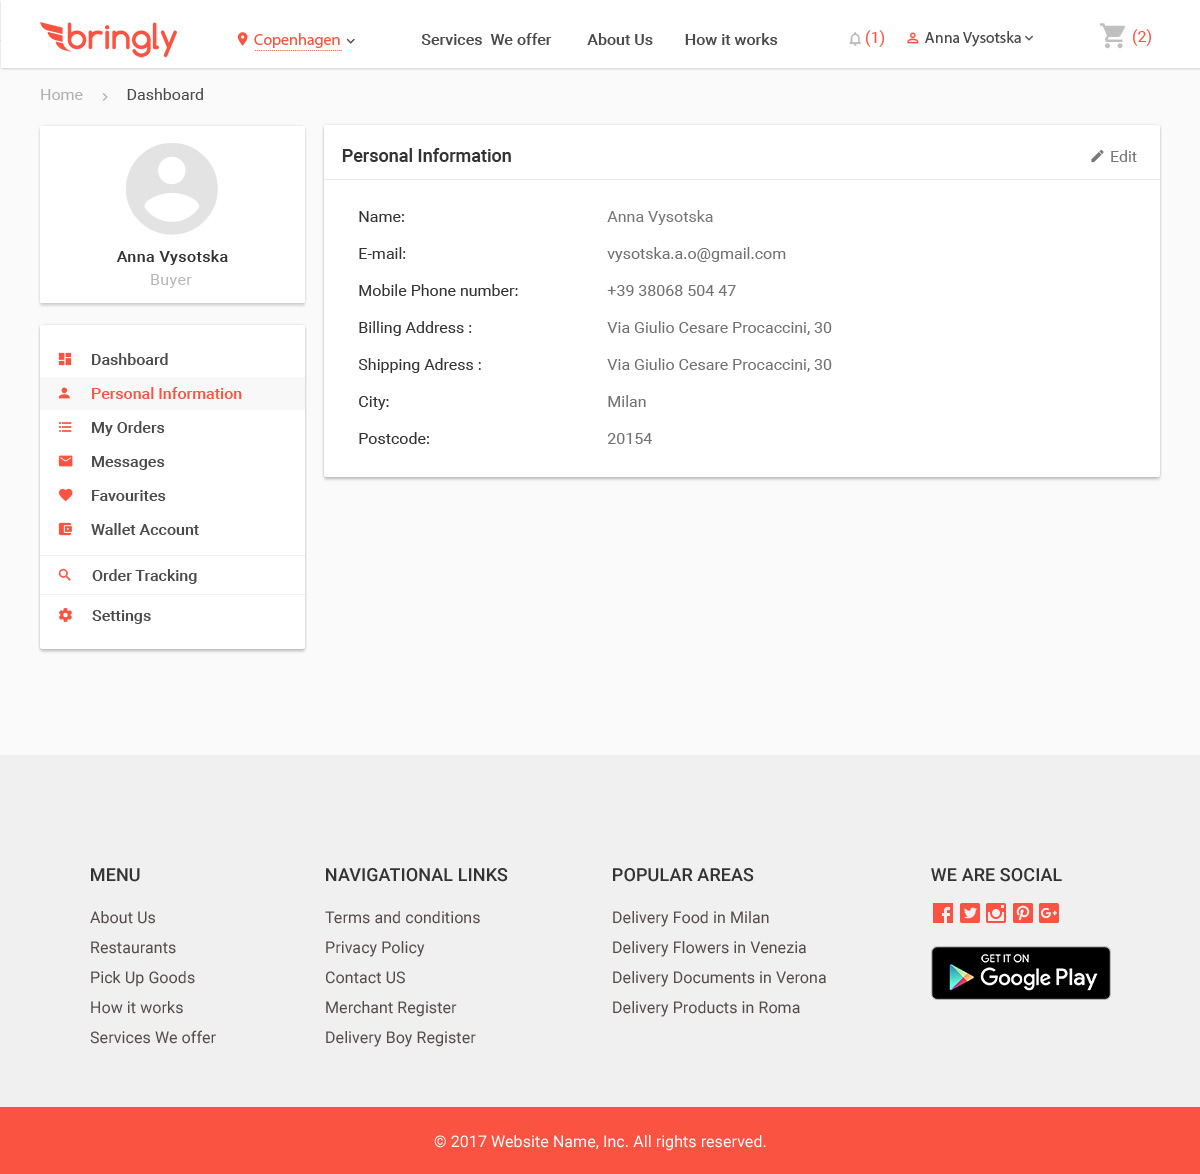 bringly
Copenhagen
Services We offer
About Us
How it works
(1)
Anna Vysotska
(2)
Home
Dashboard
Anna Vysotska
Buyer
Dashboard
Personal Information
My Orders
Messages
Favourites
Wallet Account
Order Tracking
Settings
Personal Information
Edit
Name: Anna Vysotska
E-mail: vysotska.a.o@gmail.com
Mobile Phone number: +39 38068 504 47
Billing Address : Via Giulio Cesare Procaccini, 30
Shipping Adress : Via Giulio Cesare Procaccini, 30
City: Milan
Postcode: 20154
MENU
About Us
Restaurants
Pick Up Goods
How it works
Services We offer
NAVIGATIONAL LINKS
Terms and conditions
Privacy Policy
Contact US
Merchant Register
Delivery Boy Register
POPULAR AREAS
Delivery Food in Milan
Delivery Flowers in Venezia
Delivery Documents in Verona
Delivery Products in Roma
WE ARE SOCIAL
G+
GET IT ON
Google Play
© 2017 Website Name, Inc. All rights reserved.